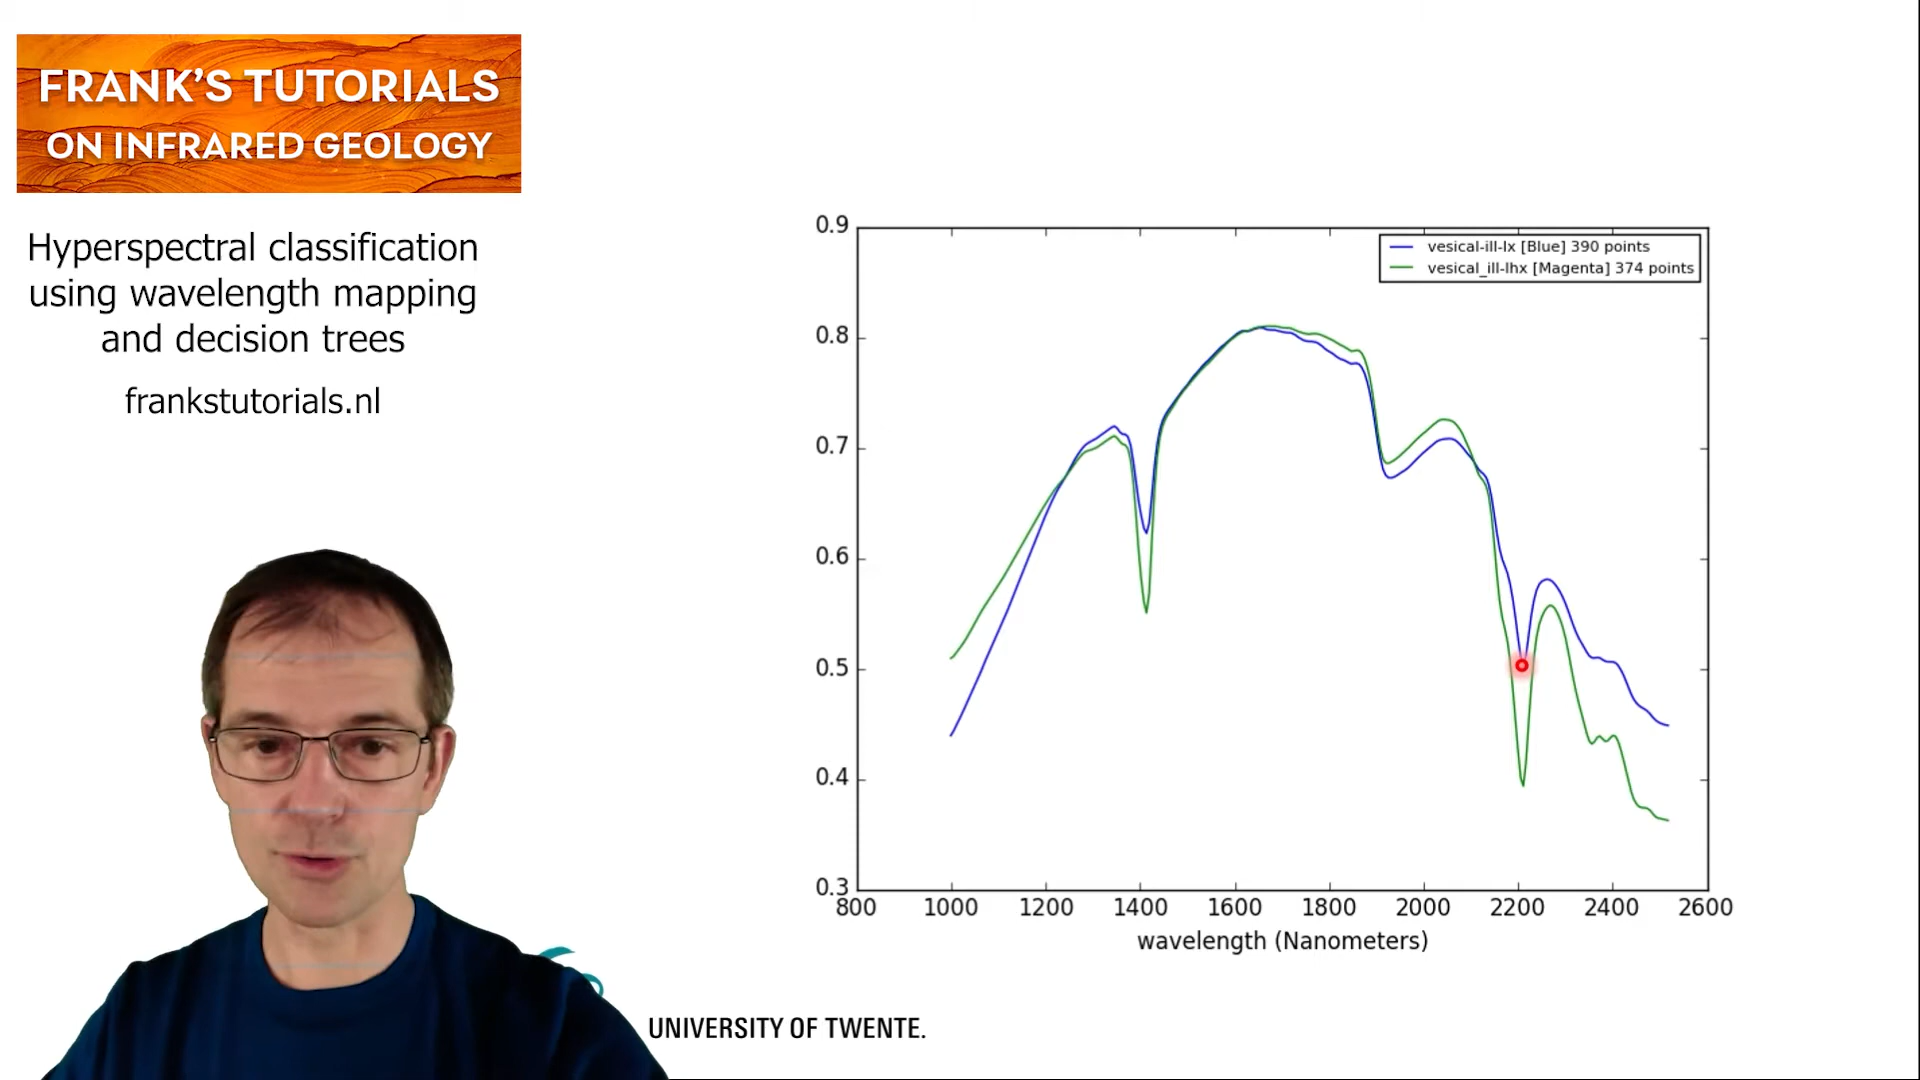 FRANK'S TUTORIALS
ON INFRARED GEOLOGY
Hyperspectral classification
using wavelength mapping
and decision trees
frankstutorials.nl
vesical-ill-lx [Blue] 390 points
vesical_ill-lhx [Magenta] 374 points
0.9
0.8
0.7
0.6
0.5
0.4
0.3
800 1000 1200 1400 1600 1800 2000 2200 2400 2600
wavelength (Nanometers)
UNIVERSITY OF TWENTE.